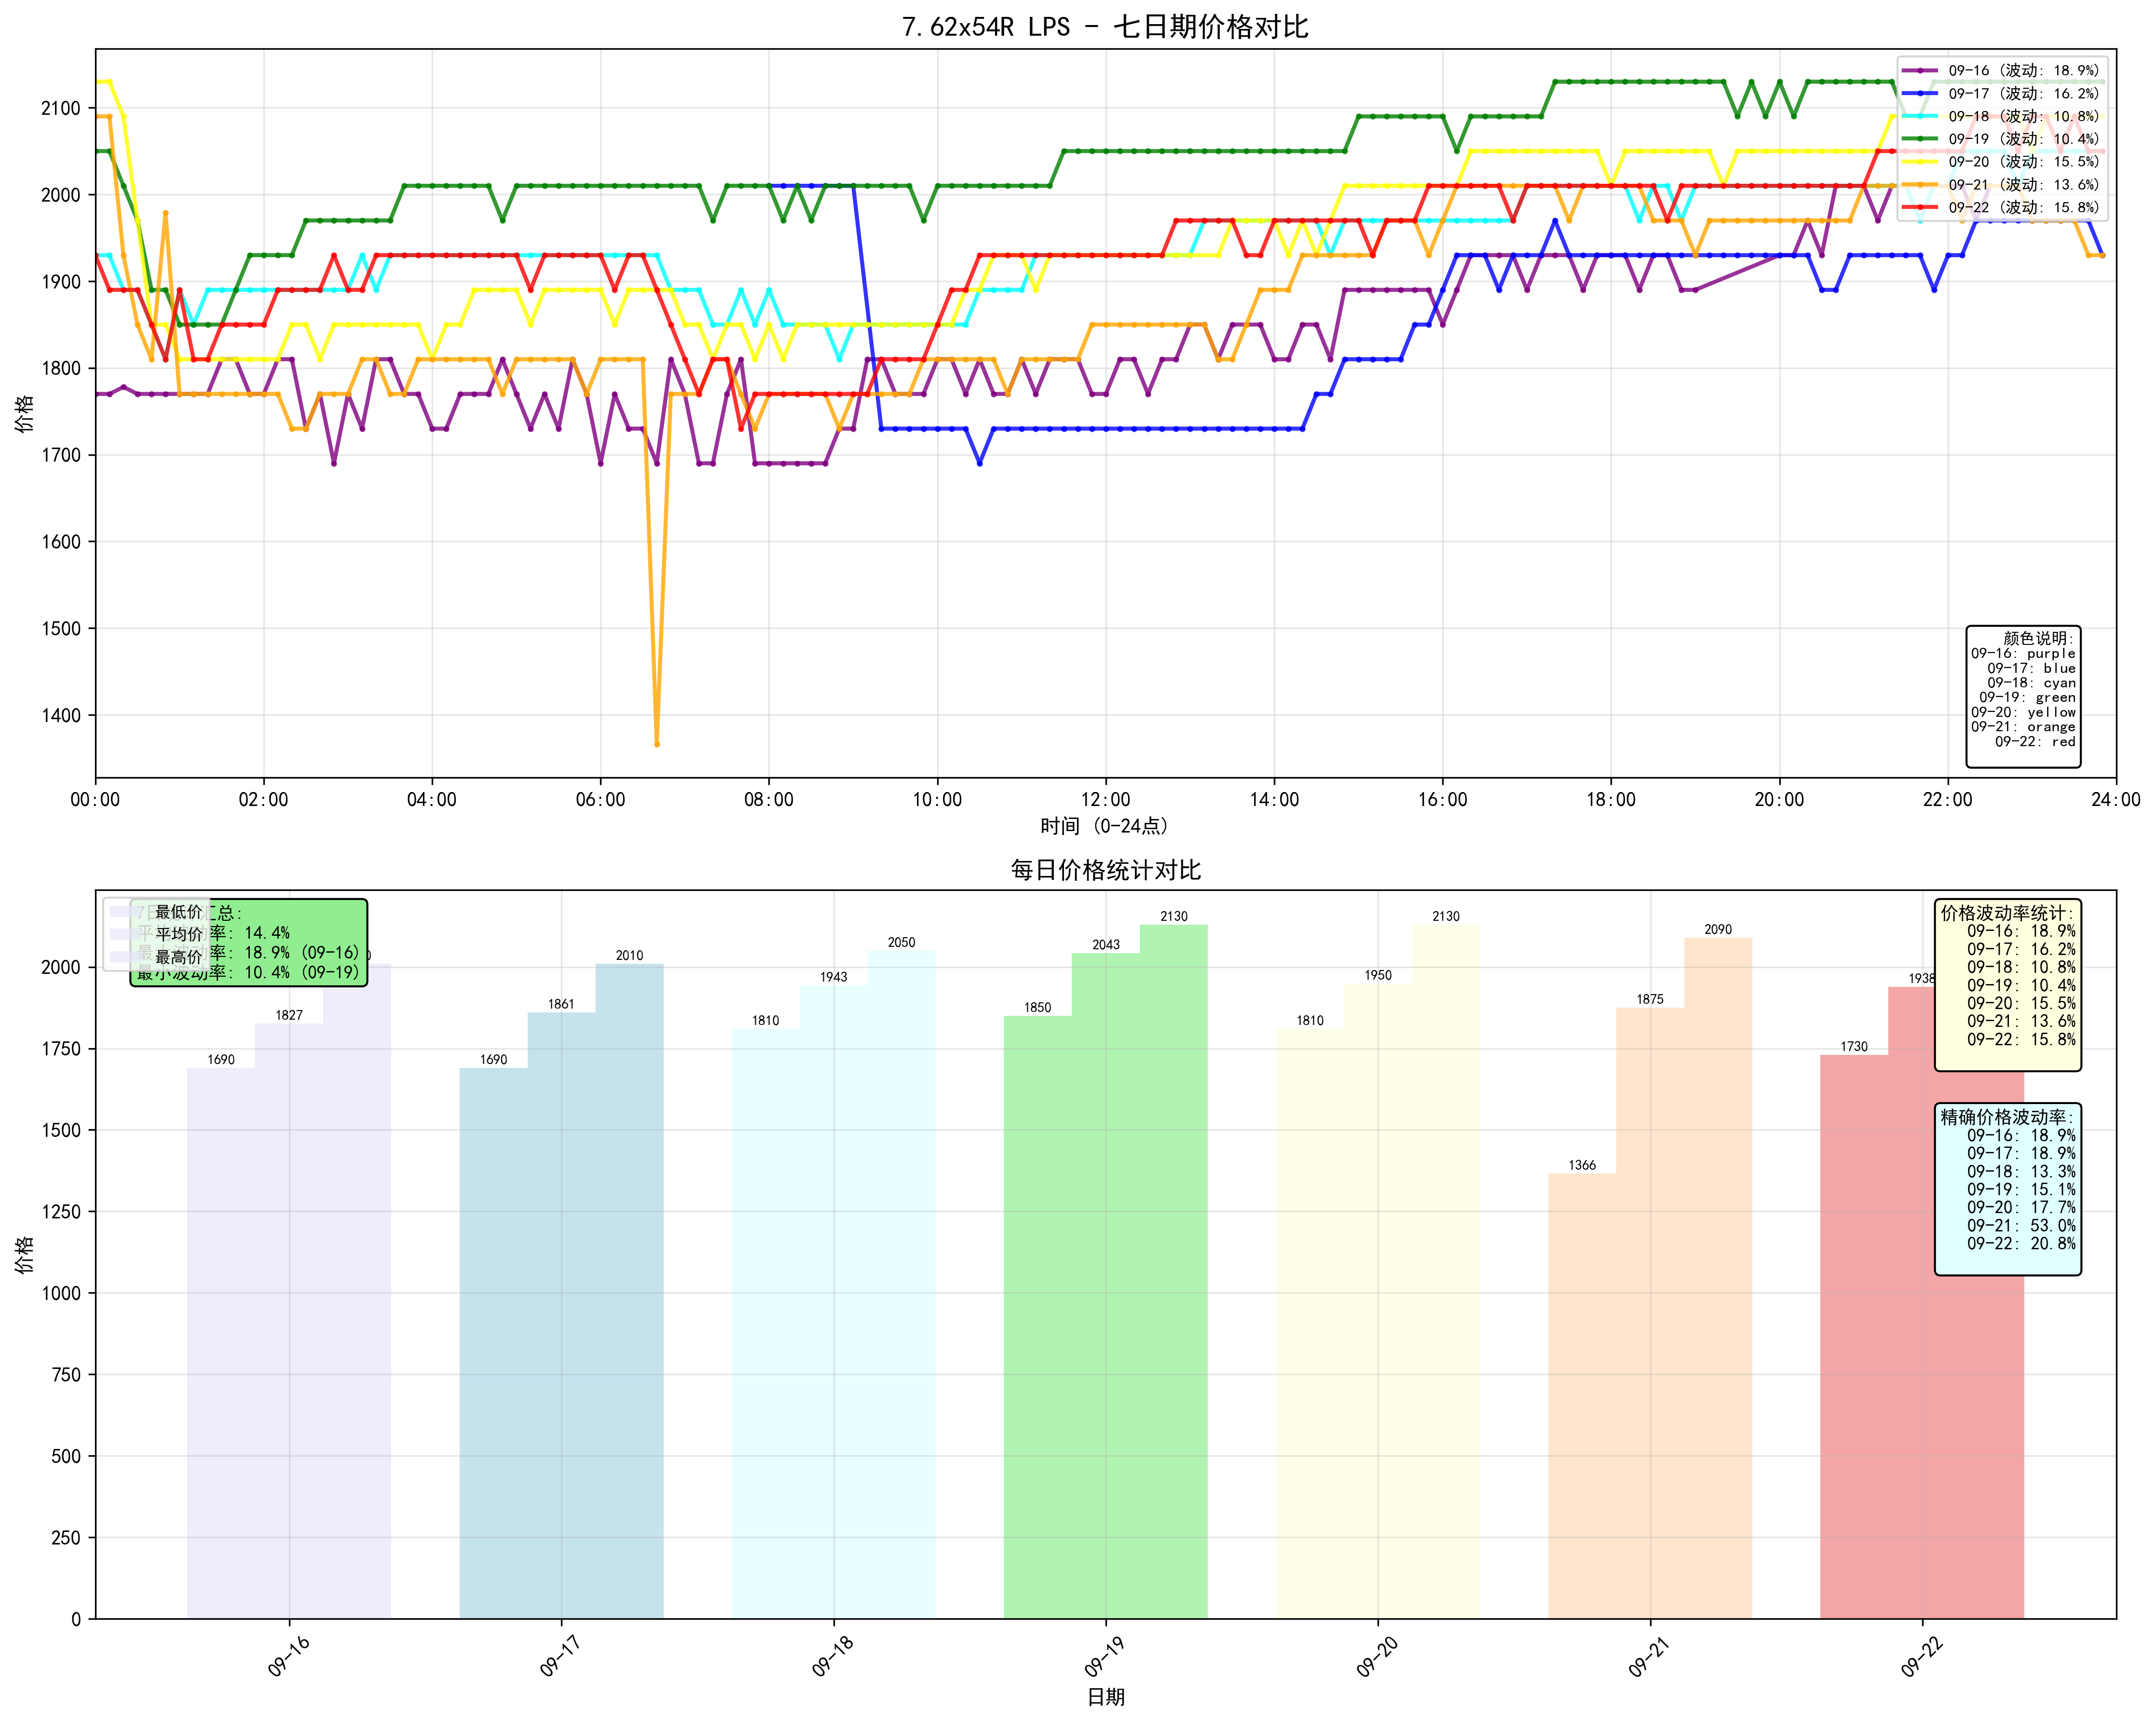 7.62x54R LPS - 七日期价格对比
09-16 (波动: 18.9%)
09-17 (波动: 16.2%)
09-18 (波动: 10.8%)
09-19 (波动: 10.4%)
09-20 (波动: 15.5%)
09-21 (波动: 13.6%)
09-22 (波动: 15.8%)
价格
2100
2000
1900
1800
1700
1600
1500
1400
颜色说明:
09-16: purple
09-17: blue
09-18: cyan
09-19: green
09-20: yellow
09-21: orange
09-22: red
00:00 02:00 04:00 06:00 08:00 10:00 12:00 14:00 16:00 18:00 20:00 22:00 24:00
时间 (0-24点)
每日价格统计对比
最低价
平均价
最高价
汇总:
率: 14.4%
率: 18.9% (09-16)
最小波动率: 10.4% (09-19)
价格波动率统计:
09-16: 18.9%
09-17: 16.2%
09-18: 10.8%
09-19: 10.4%
09-20: 15.5%
09-21: 13.6%
09-22: 15.8%
精确价格波动率:
09-16: 18.9%
09-17: 18.9%
09-18: 13.3%
09-19: 15.1%
09-20: 17.7%
09-21: 53.0%
09-22: 20.8%
价格
2000
1750
1500
1250
1000
750
500
250
0
1690 1827
1690 1861 2010
1810 1943 2050
1850 2043 2130
1810 1950 2130
1366 1875 2090
1730 1938
09-16 09-17 09-18 09-19 09-20 09-21 09-22
日期